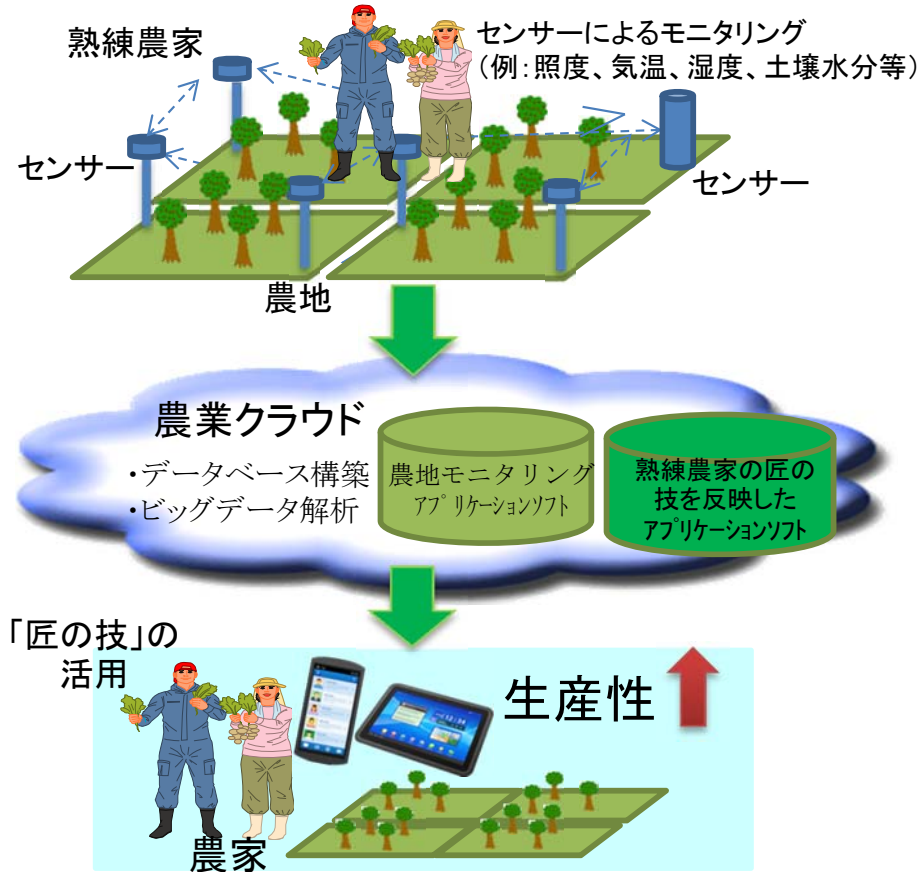 熟練農家
センサーによるモニタリング
（例：照度、気温、湿度、土壌水分等）
センサー
センサー
農地
農業クラウド
・データベース構築
・ビッグデータ解析
農地モニタリング
アプリケーションソフト
熟練農家の匠の
技を反映した
アプリケーションソフト
「匠の技」の
活用
生産性
農家